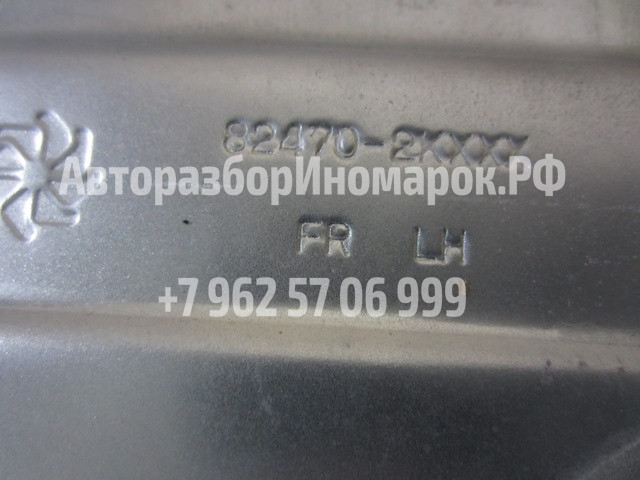 82470-2XXXX
АвторазборИномарок.РФ
FR LH
+7 962 57 06 999